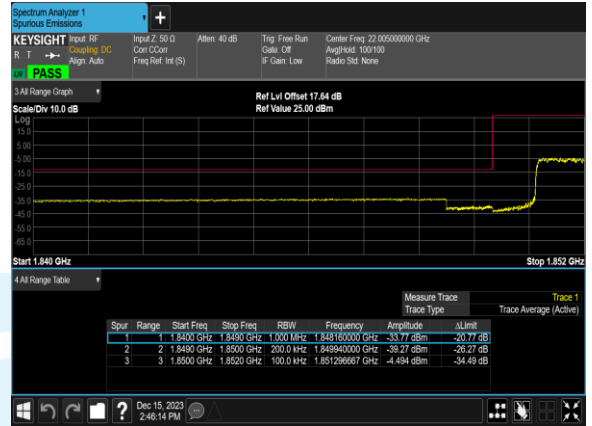 Spectrum Analyzer 1
Spurious Emissions
+
KEYSIGHT Input: RF Input Z: 50 Ω Atten: 40 dB Trig: Free Run Center Freq: 22.005000000 GHz
R T Coupling: DC Corr CCorr Gate: Off Avg|Hold: 100/100
Align: Auto Freq Ref: Int (S) IF Gain: Low Radio Std: None
PASS
3 All Range Graph
Ref Lvl Offset 17.64 dB
Scale/Div 10.0 dB Ref Value 25.00 dBm
Log
15.0
5.00
-5.00
-15.0
-25.0
-35.0
-45.0
-55.0
-65.0
Start 1.840 GHz Stop 1.852 GHz
4 All Range Table
Measure Trace Trace 1
Trace Type Trace Average (Active)
Spur Range Start Freq Stop Freq RBW Frequency Amplitude ΔLimit
1 1 1.8400 GHz 1.8490 GHz 1.000 MHz 1.848160000 GHz -33.77 dBm -20.77 dB
2 2 1.8490 GHz 1.8500 GHz 200.0 kHz 1.849940000 GHz -39.27 dBm -26.27 dB
3 3 1.8500 GHz 1.8520 GHz 100.0 kHz 1.851296667 GHz -4.494 dBm -34.49 dB
? Dec 15, 2023
2:46:14 PM